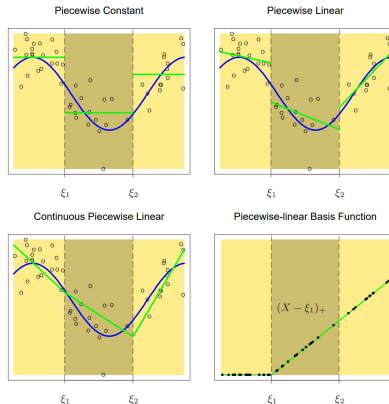 Piecewise Constant
Piecewise Linear
ξ₁ ξ₂
ξ₁ ξ₂
Continuous Piecewise Linear
Piecewise-linear Basis Function
(X − ξ₁)₊
ξ₁ ξ₂
ξ₁ ξ₂